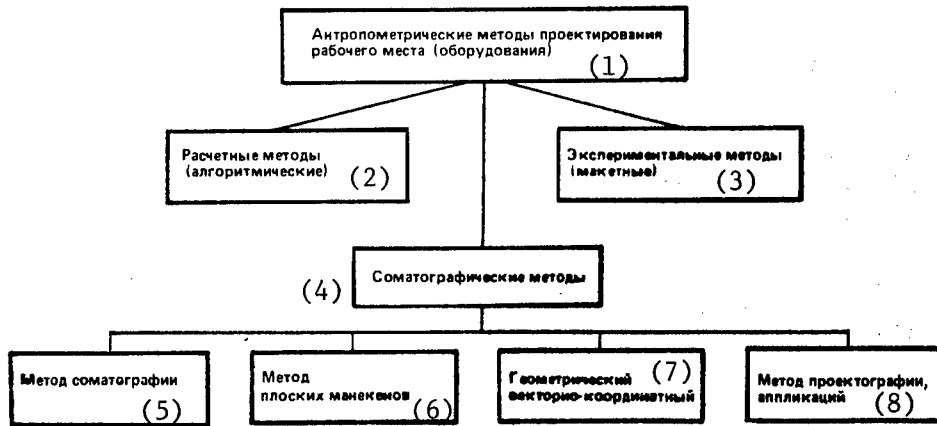 Антропометрические методы проектирования
рабочего места (оборудования)
(1)
Расчетные методы
(алгоритмические)
(2)
Экспериментальные методы
(макетные)
(3)
Соматографические методы
(4)
Метод соматографии
(5)
Метод
плоских манекенов
(6)
Геометрический
векторно-координатный
(7)
Метод проектографии,
аппликаций
(8)